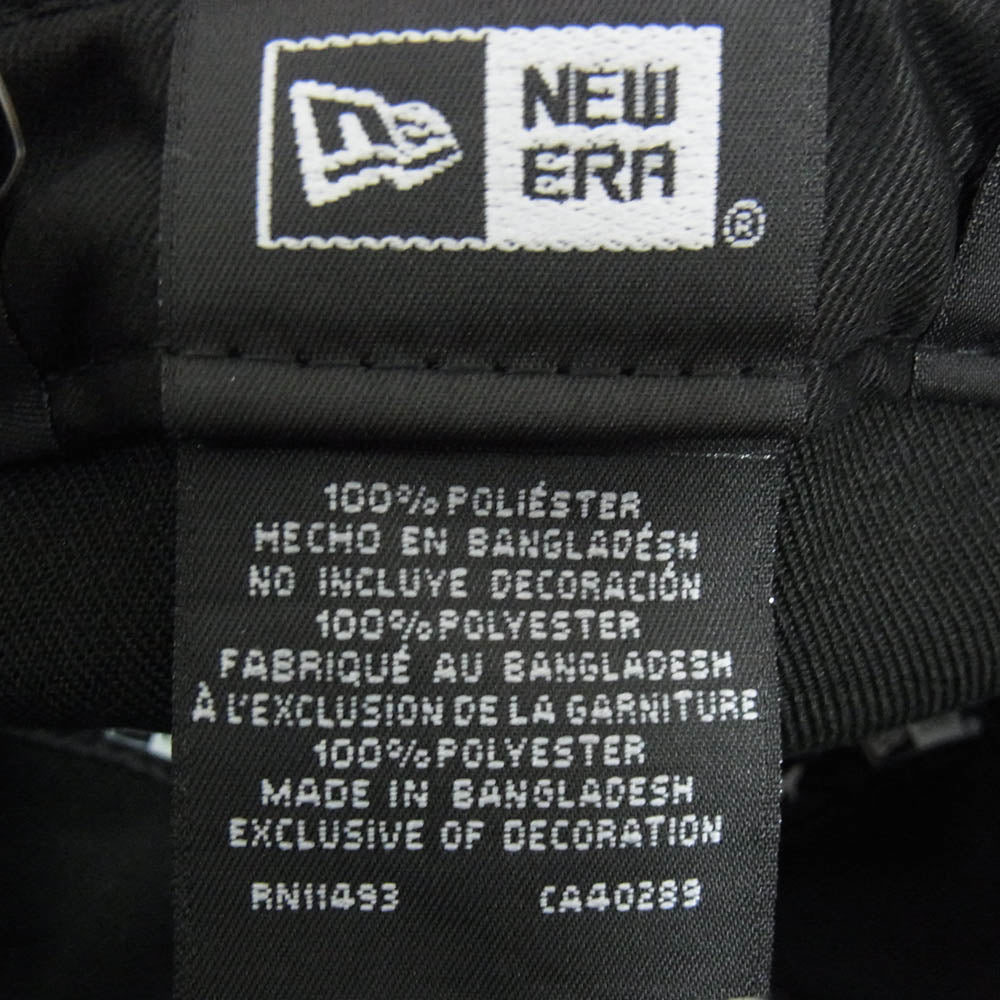 NEW
ERA
®
100% POLIÉSTER
HECHO EN BANGLADÉSH
NO INCLUYE DECORACIÓN
100% POLYESTER
FABRIQUÉ AU BANGLADESH
À L'EXCLUSION DE LA GARNITURE
100% POLYESTER
MADE IN BANGLADESH
EXCLUSIVE OF DECORATION
RN11493 CA40289